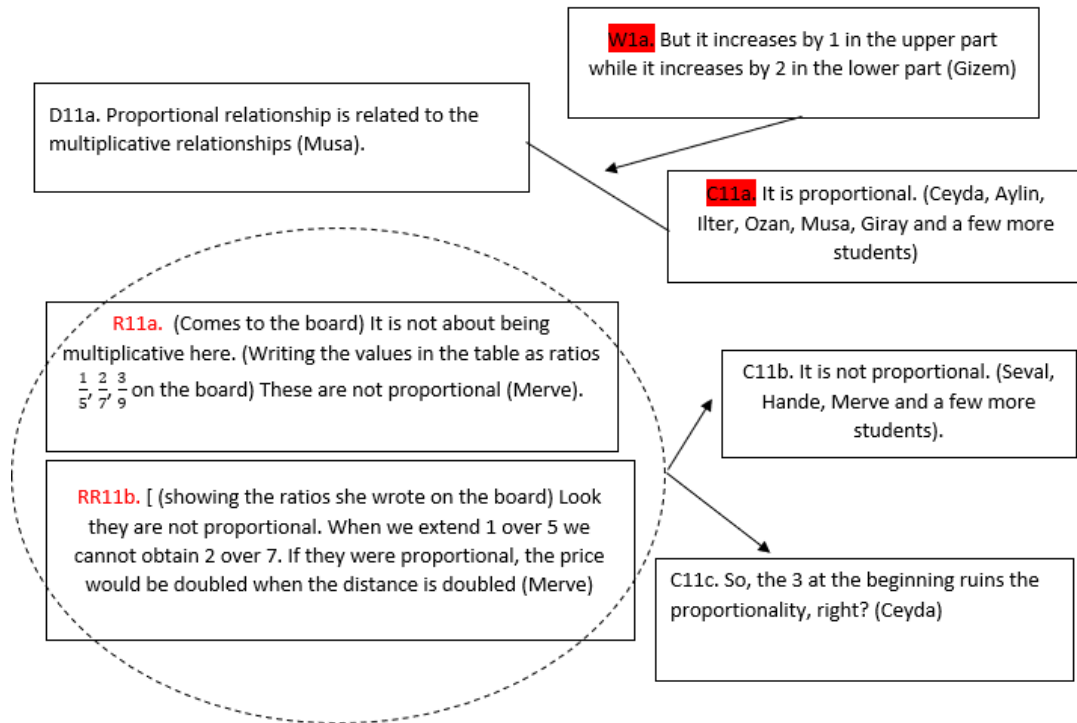 W1a. But it increases by 1 in the upper part
while it increases by 2 in the lower part (Gizem)
D11a. Proportional relationship is related to the
multiplicative relationships (Musa).
C11a. It is proportional. (Ceyda, Aylin,
Ilter, Ozan, Musa, Giray and a few more
students)
R11a. (Comes to the board) It is not about being
multiplicative here. (Writing the values in the table as ratios
1/5, 2/7, 3/9 on the board) These are not proportional (Merve).
C11b. It is not proportional. (Seval,
Hande, Merve and a few more
students).
RR11b. [ (showing the ratios she wrote on the board) Look
they are not proportional. When we extend 1 over 5 we
cannot obtain 2 over 7. If they were proportional, the price
would be doubled when the distance is doubled (Merve)
C11c. So, the 3 at the beginning ruins the
proportionality, right? (Ceyda)